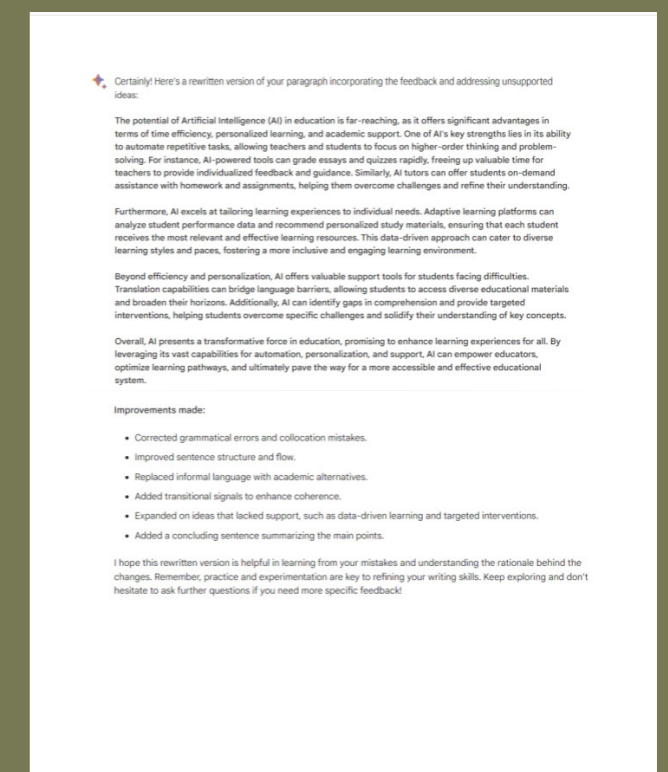 Certainly! Here's a rewritten version of your paragraph incorporating the feedback and addressing unsupported
ideas:
The potential of Artificial Intelligence (AI) in education is far-reaching, as it offers significant advantages in
terms of time efficiency, personalized learning, and academic support. One of AI's key strengths lies in its ability
to automate repetitive tasks, allowing teachers and students to focus on higher-order thinking and problem-
solving. For instance, AI-powered tools can grade essays and quizzes rapidly, freeing up valuable time for
teachers to provide individualized feedback and guidance. Similarly, AI tutors can offer students on-demand
assistance with homework and assignments, helping them overcome challenges and refine their understanding.
Furthermore, AI excels at tailoring learning experiences to individual needs. Adaptive learning platforms can
analyze student performance data and recommend personalized study materials, ensuring that each student
receives the most relevant and effective learning resources. This data-driven approach can cater to diverse
learning styles and paces, fostering a more inclusive and engaging learning environment.
Beyond efficiency and personalization, AI offers valuable support tools for students facing difficulties.
Translation capabilities can bridge language barriers, allowing students to access diverse educational materials
and broaden their horizons. Additionally, AI can identify gaps in comprehension and provide targeted
interventions, helping students overcome specific challenges and solidify their understanding of key concepts.
Overall, AI presents a transformative force in education, promising to enhance learning experiences for all. By
leveraging its vast capabilities for automation, personalization, and support, AI can empower educators,
optimize learning pathways, and ultimately pave the way for a more accessible and effective educational
system.
Improvements made:
• Corrected grammatical errors and collocation mistakes.
• Improved sentence structure and flow.
• Replaced informal language with academic alternatives.
• Added transitional signals to enhance coherence.
• Expanded on ideas that lacked support, such as data-driven learning and targeted interventions.
• Added a concluding sentence summarizing the main points.
I hope this rewritten version is helpful in learning from your mistakes and understanding the rationale behind the
changes. Remember, practice and experimentation are key to refining your writing skills. Keep exploring and don't
hesitate to ask further questions if you need more specific feedback!